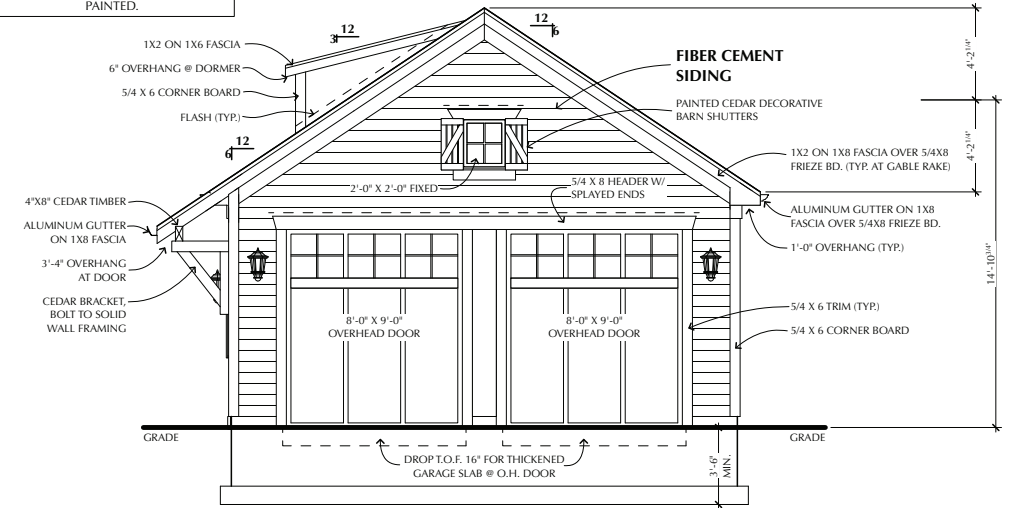 PAINTED.
12
3
12
6
1X2 ON 1X6 FASCIA
6" OVERHANG @ DORMER
5/4 X 6 CORNER BOARD
FLASH (TYP.)
12
6
FIBER CEMENT
SIDING
PAINTED CEDAR DECORATIVE
BARN SHUTTERS
1X2 ON 1X8 FASCIA OVER 5/4X8
FRIEZE BD. (TYP. AT GABLE RAKE)
4'-2 1/4"
4'-2 1/4"
2'-0" X 2'-0" FIXED
5/4 X 8 HEADER W/
SPLAYED ENDS
4"X8" CEDAR TIMBER
ALUMINUM GUTTER
ON 1X8 FASCIA
3'-4" OVERHANG
AT DOOR
CEDAR BRACKET,
BOLT TO SOLID
WALL FRAMING
ALUMINUM GUTTER ON 1X8
FASCIA OVER 5/4X8 FRIEZE BD.
1'-0" OVERHANG (TYP.)
14'-10 3/4"
8'-0" X 9'-0"
OVERHEAD DOOR
8'-0" X 9'-0"
OVERHEAD DOOR
5/4 X 6 TRIM (TYP.)
5/4 X 6 CORNER BOARD
GRADE
GRADE
DROP T.O.F. 16" FOR THICKENED
GARAGE SLAB @ O.H. DOOR
3'-6"
MIN.